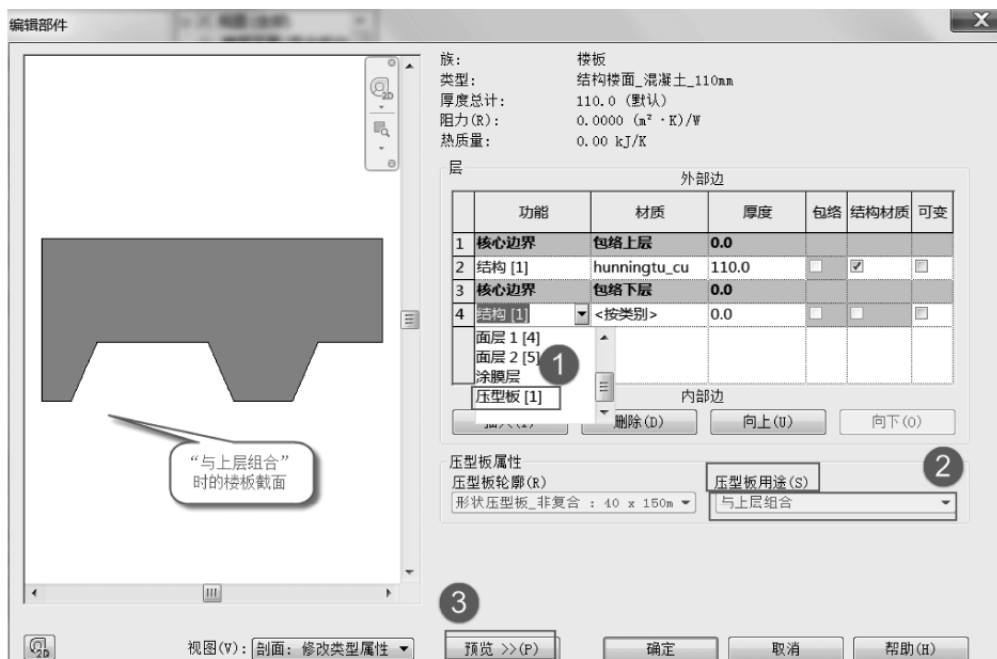 编辑部件
族: 楼板
类型: 结构楼面_混凝土_110mm
厚度总计: 110.0 (默认)
阻力(R): 0.0000 (m²·K)/W
热质量: 0.00 kJ/K
层
外部边
功能 材质 厚度 包络 结构材质 可变
1 核心边界 包络上层 0.0
2 结构 [1] hunningtu_cu 110.0
3 核心边界 包络下层 0.0
4 结构 [1] <按类别> 0.0
面层 1 [4]
面层 2 [5]
涂膜层
压型板 [1]
1
内部边
删除(D) 向上(U) 向下(O)
“与上层组合”
时的楼板截面
压型板属性
压型板轮廓(R) 压型板用途(S)
2
形状压型板_非复合 : 40 x 150m 与上层组合
3
2D
视图(V): 剖面: 修改类型属性 预览 >>(P) 确定 取消 帮助(H)
2D